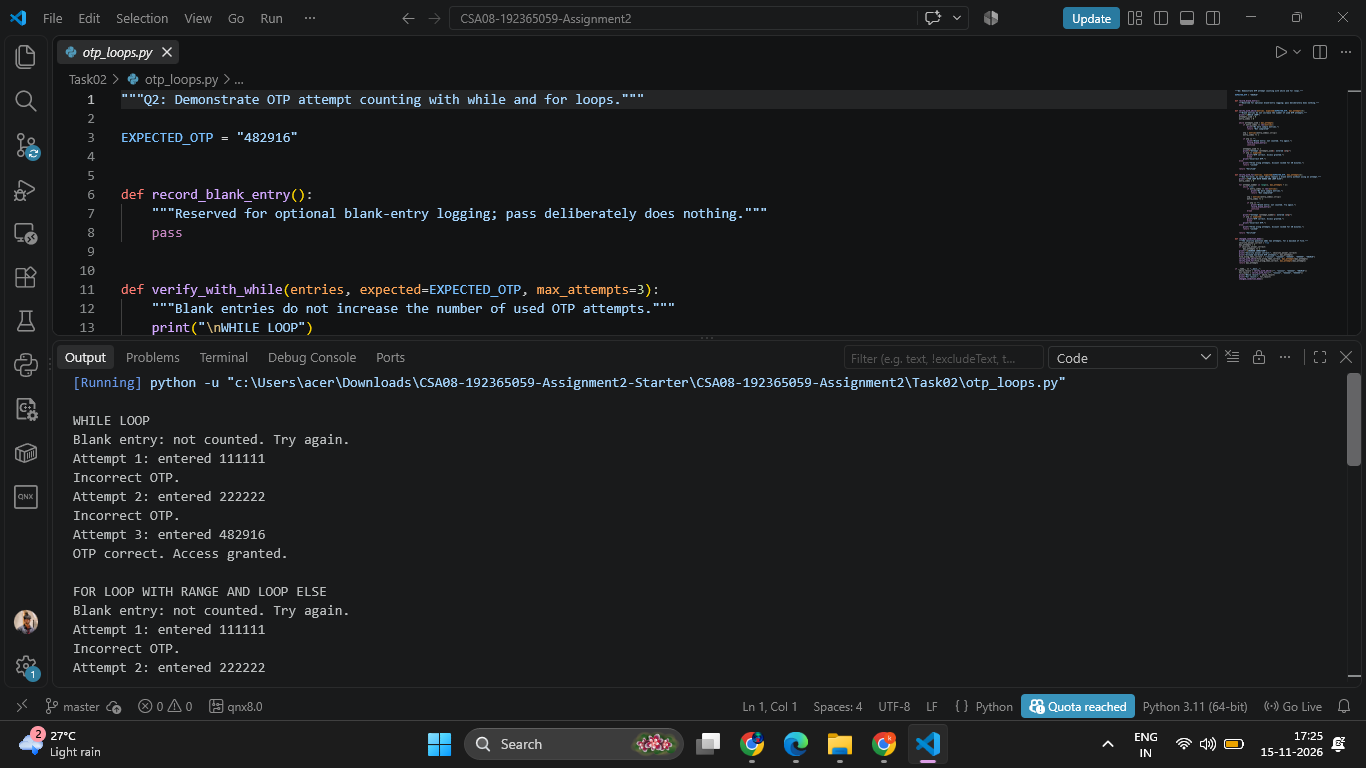 File Edit Selection View Go Run ···
CSA08-192365059-Assignment2
Update
otp_loops.py
Task02 > otp_loops.py > ...
1 """Q2: Demonstrate OTP attempt counting with while and for loops."""
2
3 EXPECTED_OTP = "482916"
4
5
6 def record_blank_entry():
7 """Reserved for optional blank-entry logging; pass deliberately does nothing."""
8 pass
9
10
11 def verify_with_while(entries, expected=EXPECTED_OTP, max_attempts=3):
12 """Blank entries do not increase the number of used OTP attempts."""
13 print("\nWHILE LOOP")
Output Problems Terminal Debug Console Ports
Filter (e.g. text, !excludeText, t...
Code
[Running] python -u "c:\Users\acer\Downloads\CSA08-192365059-Assignment2-Starter\CSA08-192365059-Assignment2\Task02\otp_loops.py"
WHILE LOOP
Blank entry: not counted. Try again.
Attempt 1: entered 111111
Incorrect OTP.
Attempt 2: entered 222222
Incorrect OTP.
Attempt 3: entered 482916
OTP correct. Access granted.
FOR LOOP WITH RANGE AND LOOP ELSE
Blank entry: not counted. Try again.
Attempt 1: entered 111111
Incorrect OTP.
Attempt 2: entered 222222
QNX
1
master 0 0 qnx8.0 Ln 1, Col 1 Spaces: 4 UTF-8 LF {} Python Quota reached Python 3.11 (64-bit) Go Live
2
27°C
Light rain
Search
ENG
IN
17:25
15-11-2026